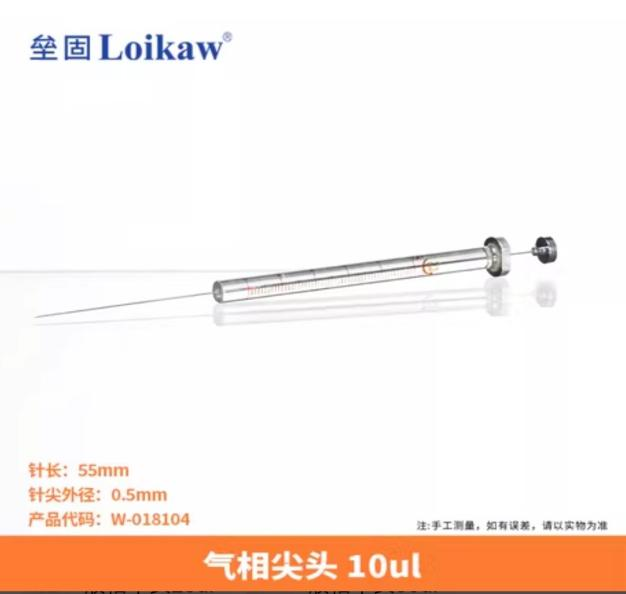 垒固 Loikaw®
针长：55mm
针尖外径：0.5mm
产品代码：W-018104
注:手工测量，如有误差，请以实物为准
气相尖头 10ul